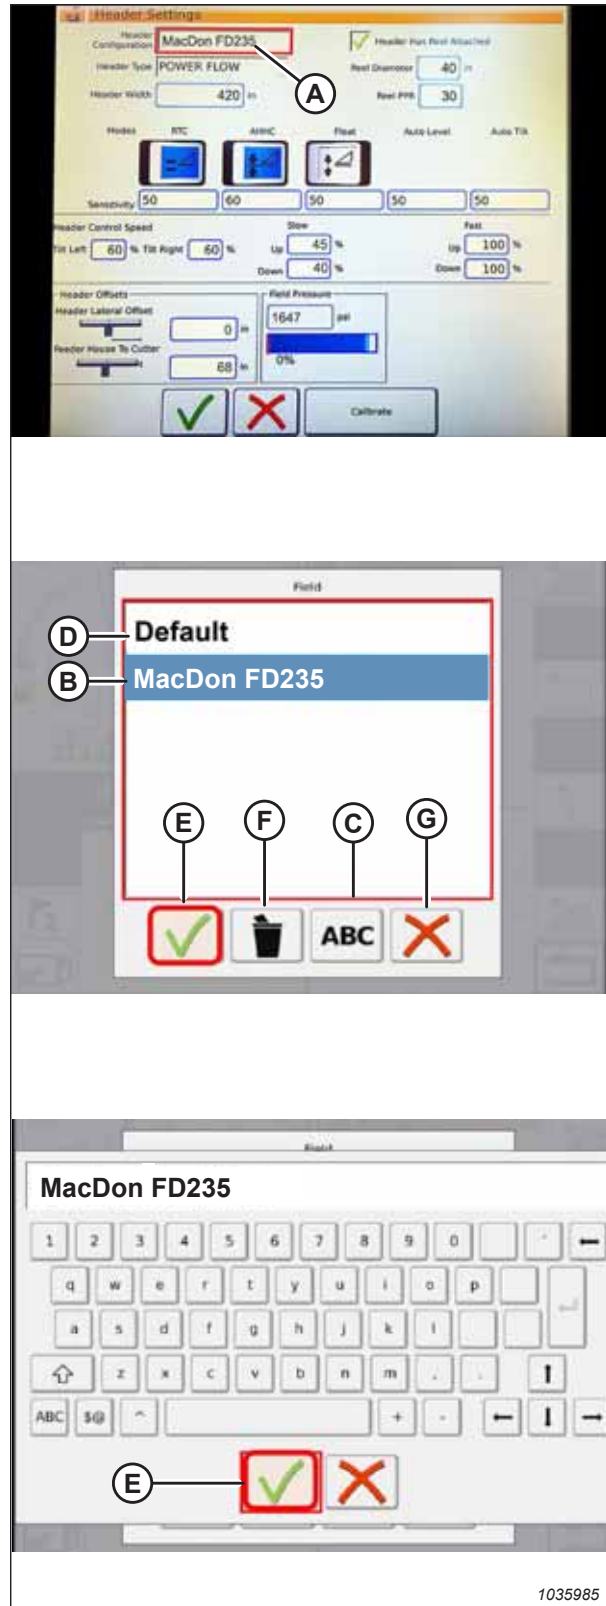 Header Settings
Header Configuration MacDon FD235 Header Has Reel Attached
Header Type POWER FLOW Reel Diameter 40 in
Header Width 420 in Reel PPR 30
A
Modes RTC AHHC Float Auto Level Auto Tilt
Sensitivity 50 60 50 50 50
Header Control Speed Slow Fast
Tilt Left 60 % Tilt Right 60 % Up 45 % Up 100 %
Down 40 % Down 100 %
Header Offsets Field Pressure
Header Lateral Offset 1647 psi
0 in
Feeder House To Cutter 0%
68 in
Calibrate
Field
D Default
B MacDon FD235
E F C G
ABC
Field
MacDon FD235
1 2 3 4 5 6 7 8 9 0 ' ←
q w e r t y u i o p
a s d f g h j k l
z x c v b n m , .
ABC $@ ^ + - ← →
E
1035985